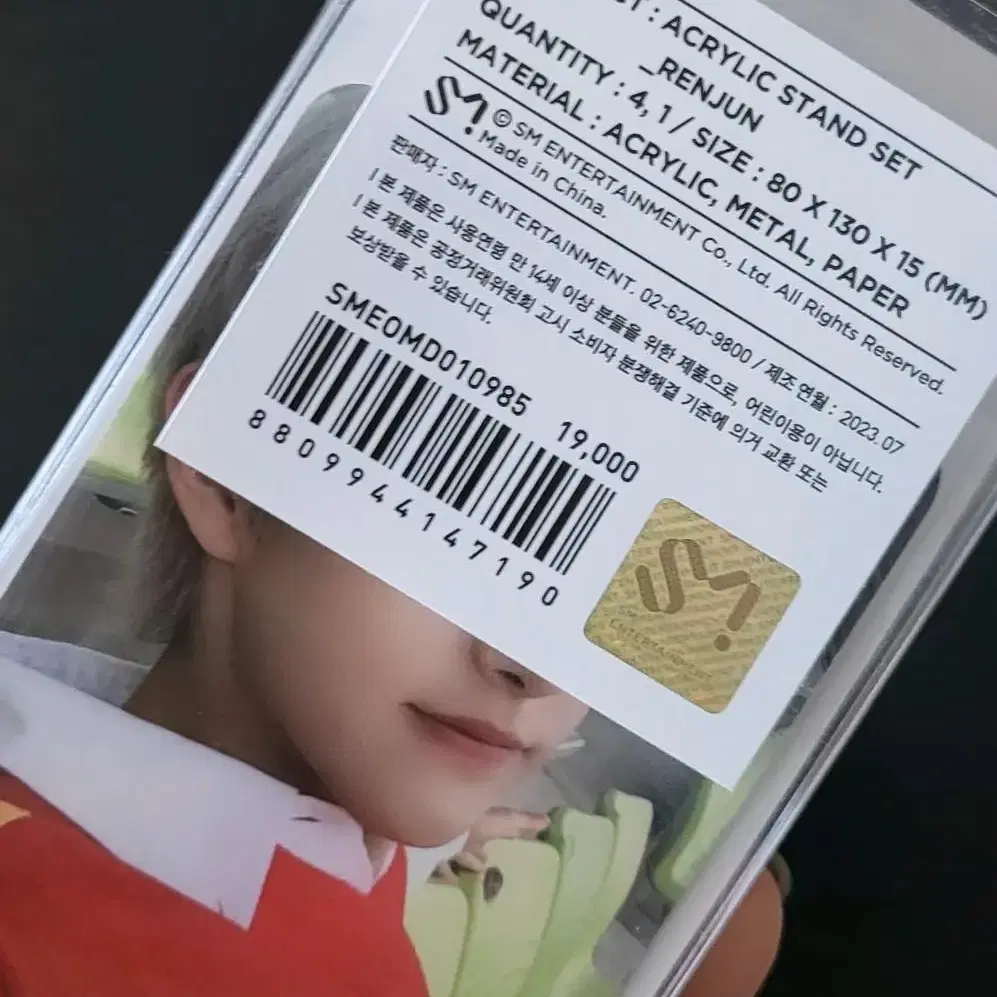 : ACRYLIC STAND SET
_RENJUN
QUANTITY : 4, 1 / SIZE : 80 X 130 X 15 (MM)
MATERIAL : ACRYLIC, METAL, PAPER
SM
© SM ENTERTAINMENT Co., Ltd. All Rights Reserved.
Made in China.
판매자 : SM ENTERTAINMENT. 02-6240-9800 / 제조연월 : 2023.07
| 본 제품은 사용연령 만 14세 이상 분들을 위한 제품으로, 어린이용이 아닙니다.
| 본 제품은 공정거래위원회 고시 소비자 분쟁해결 기준에 의거 교환 또는
보상받을 수 있습니다.
SME0MD010985 19,000
8809944147190
SM
SM
ENTERTAINMENT